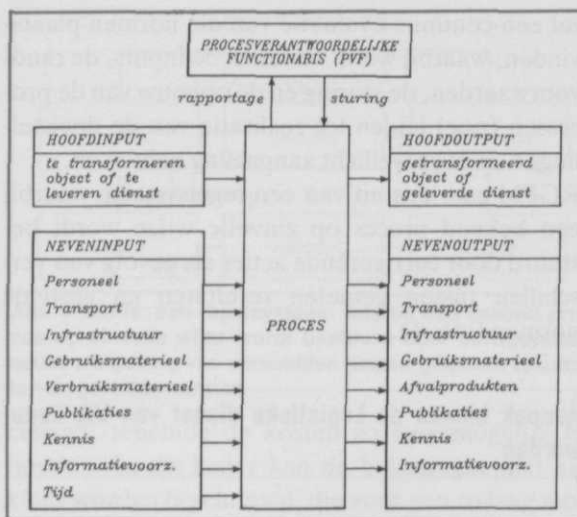 PROCESVERANTWOORDELIJKE
FUNCTIONARIS (PVF)
rapportage
sturing
HOOFDINPUT
te transformeren
object of te
leveren dienst
HOOFDOUTPUT
getransformeerd
object of
geleverde dienst
NEVENINPUT
Personeel
Transport
Infrastructuur
Gebruiksmaterieel
Verbruiksmaterieel
Publikaties
Kennis
Informatievoorz.
Tijd
PROCES
NEVENOUTPUT
Personeel
Transport
Infrastructuur
Gebruiksmaterieel
Afvalprodukten
Publikaties
Kennis
Informatievoorz.